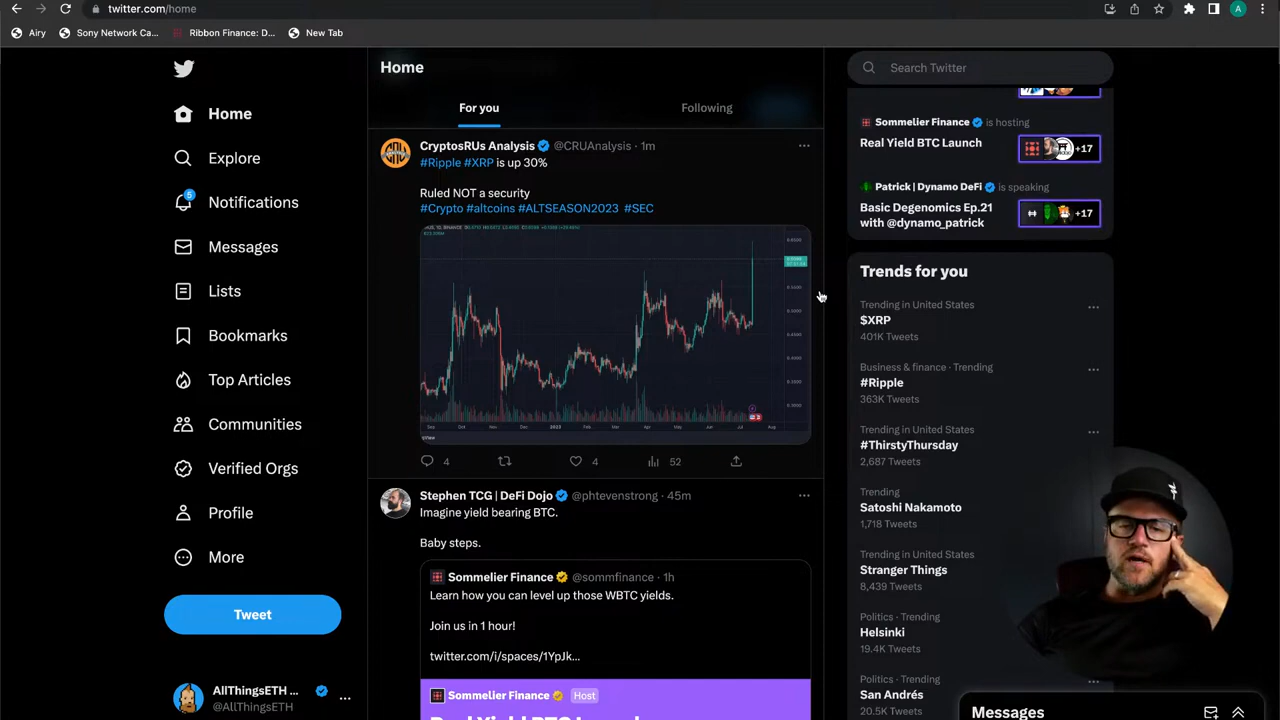 twitter.com/home
A
Airy
Sony Network Ca...
Ribbon Finance: D...
New Tab
Home
Explore
5
Notifications
Messages
Lists
Bookmarks
Top Articles
Communities
Verified Orgs
Profile
More
Tweet
AllThingsETH ...
@AllThingsETH
Home
For you
Following
CryptosRUs Analysis @CRUAnalysis · 1m
#Ripple #XRP is up 30%
Ruled NOT a security
#Crypto #altcoins #ALTSEASON2023 #SEC
4
4
52
Stephen TCG | DeFi Dojo @phtevenstrong · 45m
Imagine yield bearing BTC.
Baby steps.
Sommelier Finance @sommfinance · 1h
Learn how you can level up those WBTC yields.
Join us in 1 hour!
twitter.com/i/spaces/1YpJk...
Sommelier Finance Host
Search Twitter
Sommelier Finance is hosting
Real Yield BTC Launch
+17
Patrick | Dynamo DeFi is speaking
Basic Degenomics Ep.21
with @dynamo_patrick
+17
Trends for you
Trending in United States
$XRP
401K Tweets
Business & finance · Trending
#Ripple
363K Tweets
Trending in United States
#ThirstyThursday
2,687 Tweets
Trending
Satoshi Nakamoto
1,718 Tweets
Trending in United States
Stranger Things
8,439 Tweets
Politics · Trending
Helsinki
19.4K Tweets
Politics · Trending
San Andrés
20.5K Tweets
Messages